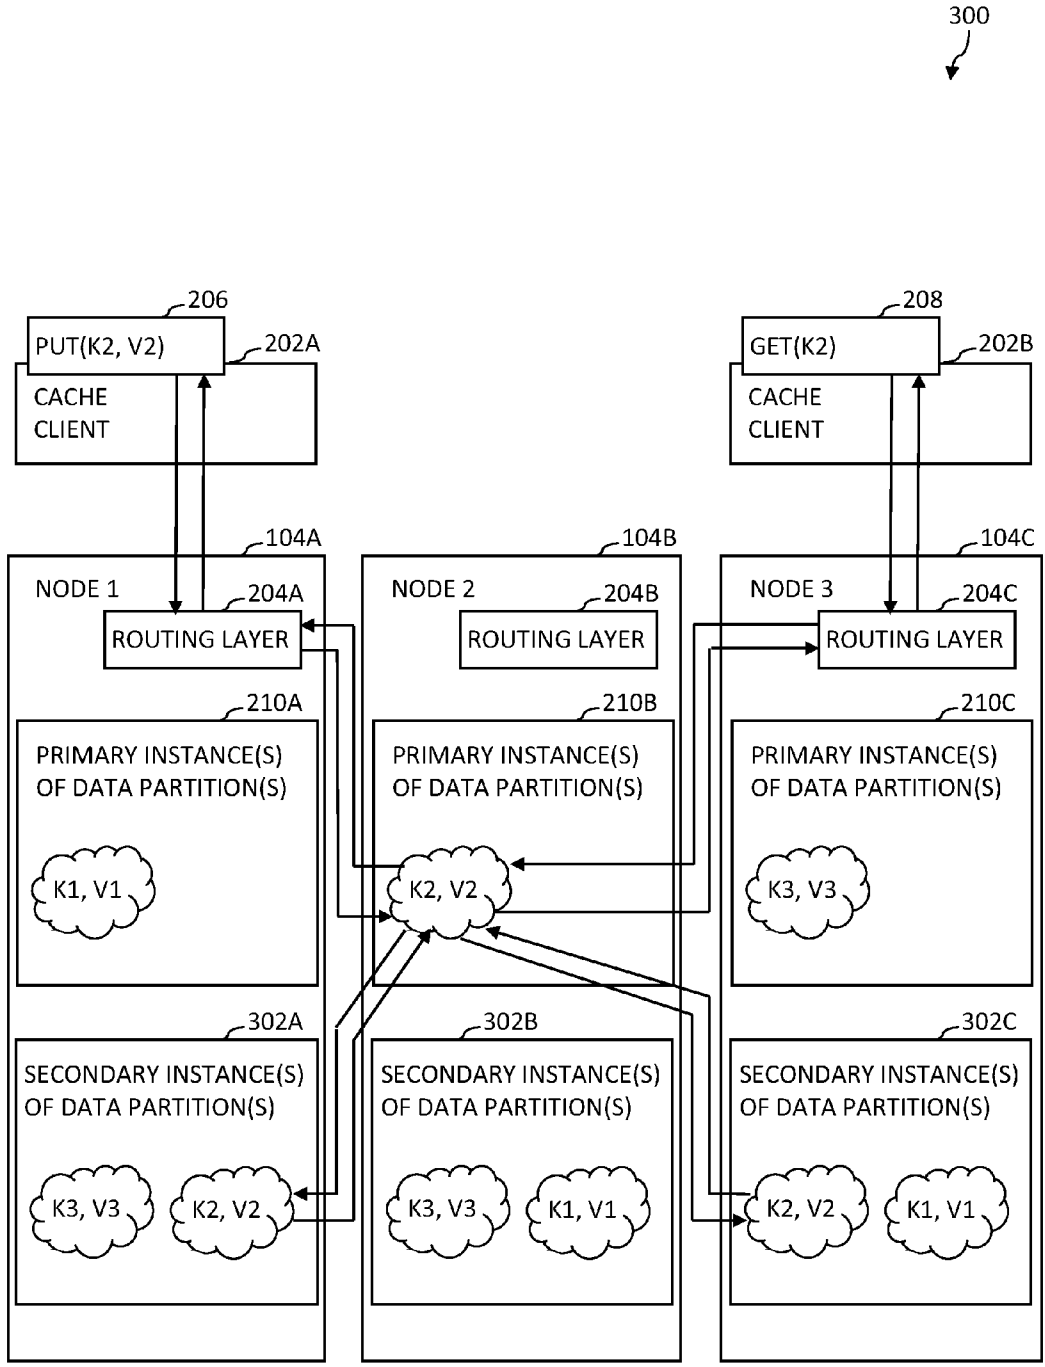 300
206
208
PUT(K2, V2)
202A
GET(K2)
202B
CACHE
CLIENT
CACHE
CLIENT
104A
104B
104C
NODE 1
NODE 2
NODE 3
204A
204B
204C
ROUTING LAYER
ROUTING LAYER
ROUTING LAYER
210A
210B
210C
PRIMARY INSTANCE(S)
OF DATA PARTITION(S)
PRIMARY INSTANCE(S)
OF DATA PARTITION(S)
PRIMARY INSTANCE(S)
OF DATA PARTITION(S)
K1, V1
K2, V2
K3, V3
302A
302B
302C
SECONDARY INSTANCE(S)
OF DATA PARTITION(S)
SECONDARY INSTANCE(S)
OF DATA PARTITION(S)
SECONDARY INSTANCE(S)
OF DATA PARTITION(S)
K3, V3
K2, V2
K3, V3
K1, V1
K2, V2
K1, V1